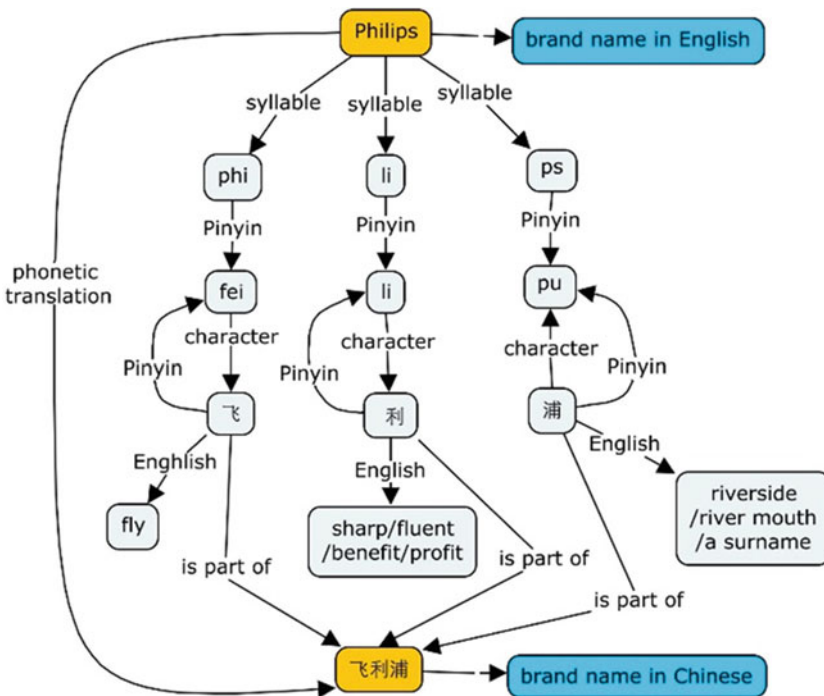 Philips
brand name in English
syllable
syllable
syllable
phi
li
ps
Pinyin
Pinyin
Pinyin
phonetic
translation
fei
li
pu
character
character
character
Pinyin
Pinyin
Pinyin
飞
利
浦
Enghlish
English
English
fly
sharp/fluent
/benefit/profit
riverside
/river mouth
/a surname
is part of
is part of
is part of
飞利浦
brand name in Chinese